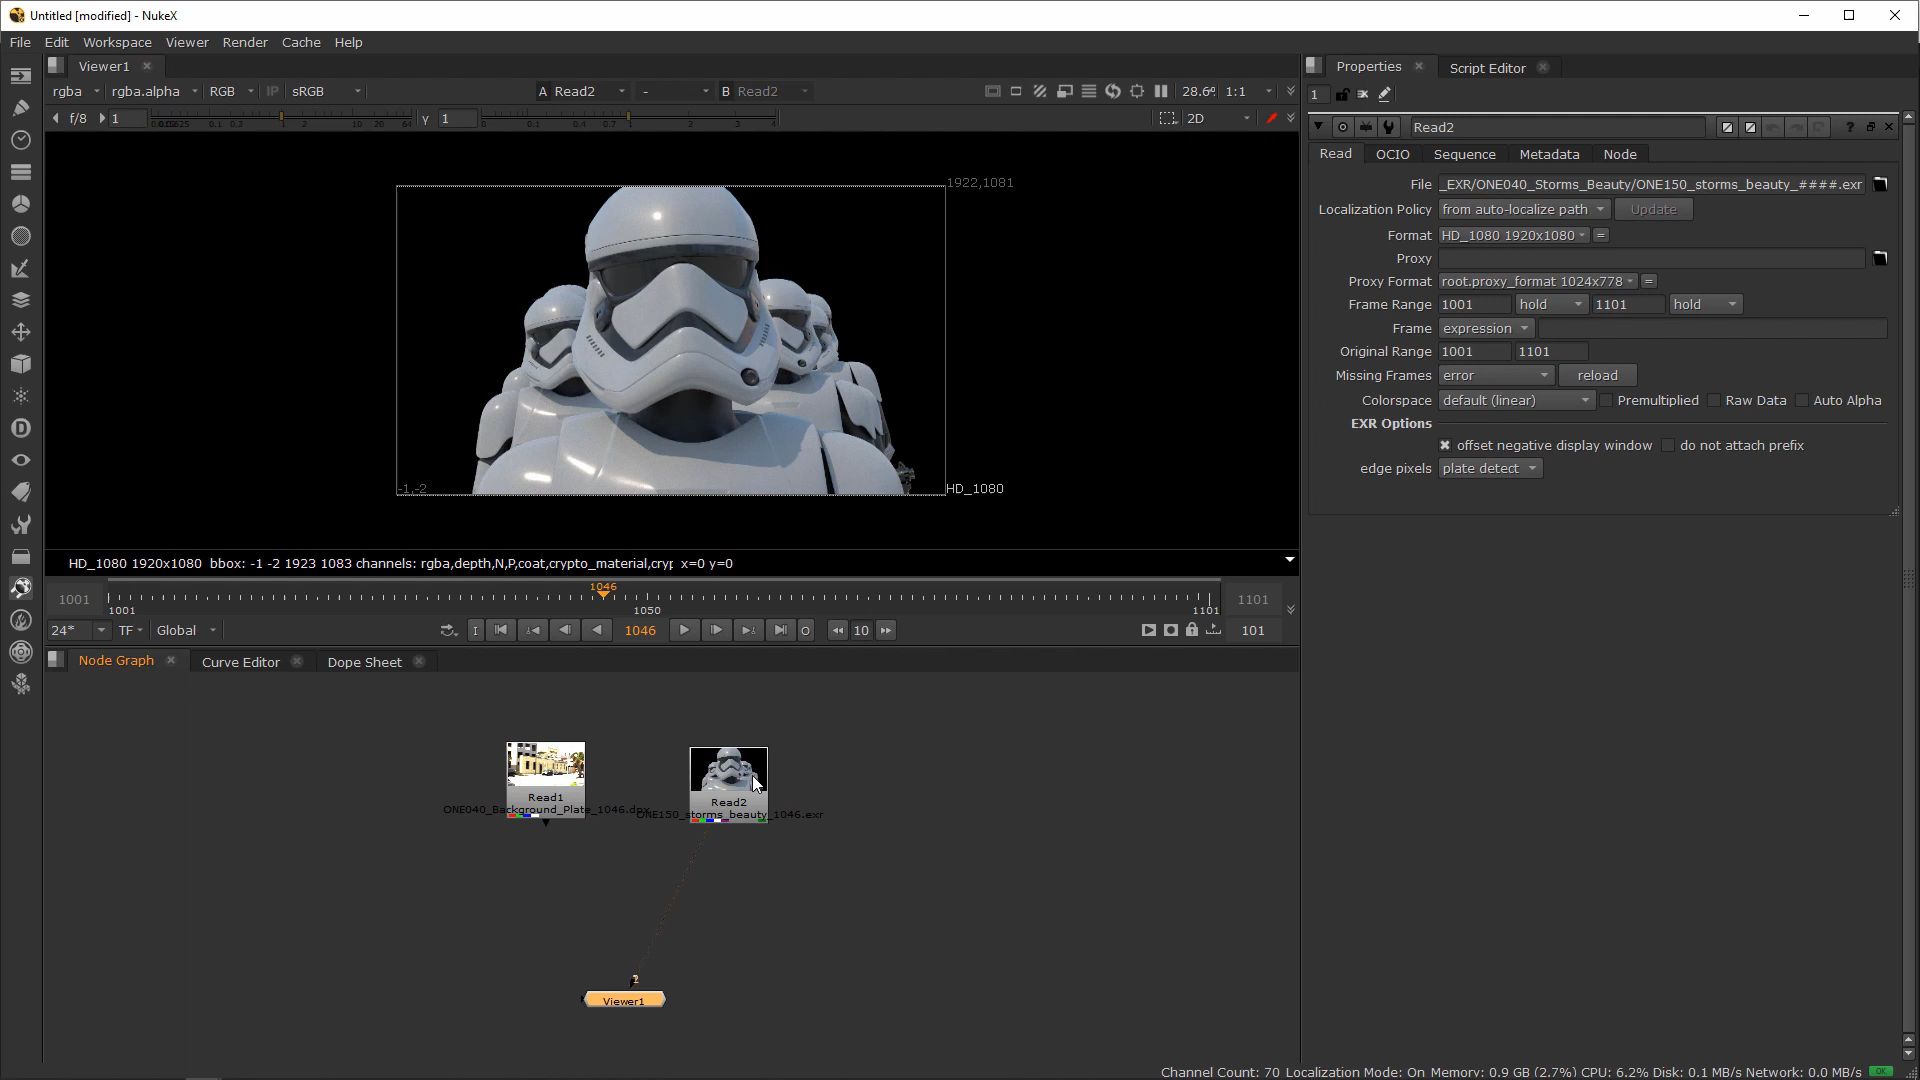 Untitled [modified] - NukeX
File Edit Workspace Viewer Render Cache Help
Viewer1
Properties Script Editor
rgba rgba.alpha RGB IP sRGB A Read2 - B Read2 28.6% 1:1
1
f/8 1 γ 1 2D
Read2
Read OCIO Sequence Metadata Node
1922,1081
-1,-2
HD_1080
File _EXR/ONE040_Storms_Beauty/ONE150_storms_beauty_####.exr
Localization Policy from auto-localize path Update
Format HD_1080 1920x1080 =
Proxy
Proxy Format root.proxy_format 1024x778 =
Frame Range 1001 hold 1101 hold
Frame expression
Original Range 1001 1101
Missing Frames error reload
Colorspace default (linear) Premultiplied Raw Data Auto Alpha
EXR Options
offset negative display window do not attach prefix
edge pixels plate detect
HD_1080 1920x1080 bbox: -1 -2 1923 1083 channels: rgba,depth,N,P,coat,crypto_material,cryp x=0 y=0
1046
1001 1101
1001 1050 1101
24* TF Global I 1046 O 10 101
Node Graph Curve Editor Dope Sheet
Read1
ONE040_Background_Plate_1046.dpx
Read2
ONE150_storms_beauty_1046.exr
2
Viewer1
Channel Count: 70 Localization Mode: On Memory: 0.9 GB (2.7%) CPU: 6.2% Disk: 0.1 MB/s Network: 0.0 MB/s OK